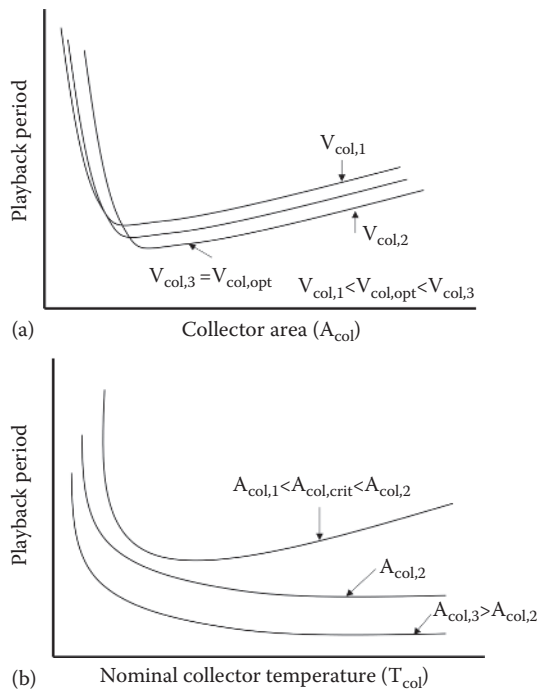 Playback period
V_col,1
V_col,2
V_col,3 = V_col,opt
V_col,1<V_col,opt<V_col,3
(a)
Collector area (A_col)
Playback period
A_col,1<A_col,crit<A_col,2
A_col,2
A_col,3>A_col,2
(b)
Nominal collector temperature (T_col)